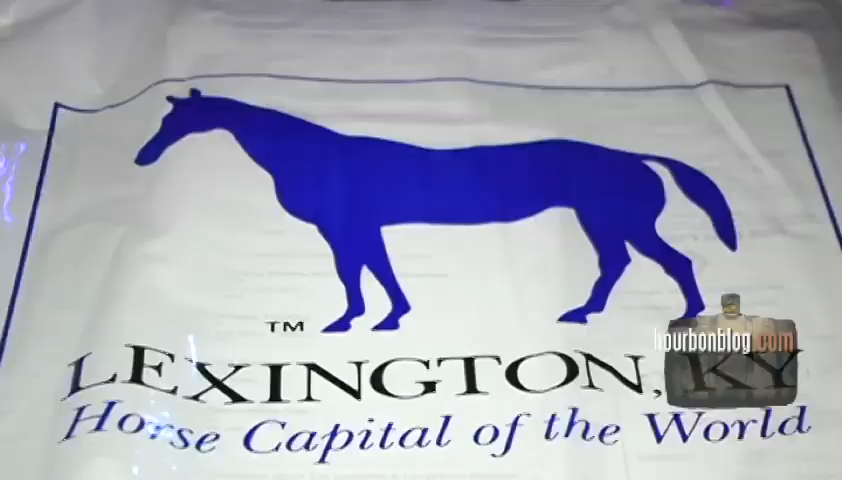 TM
bourbonblog.com
LEXINGTON, KY
Horse Capital of the World